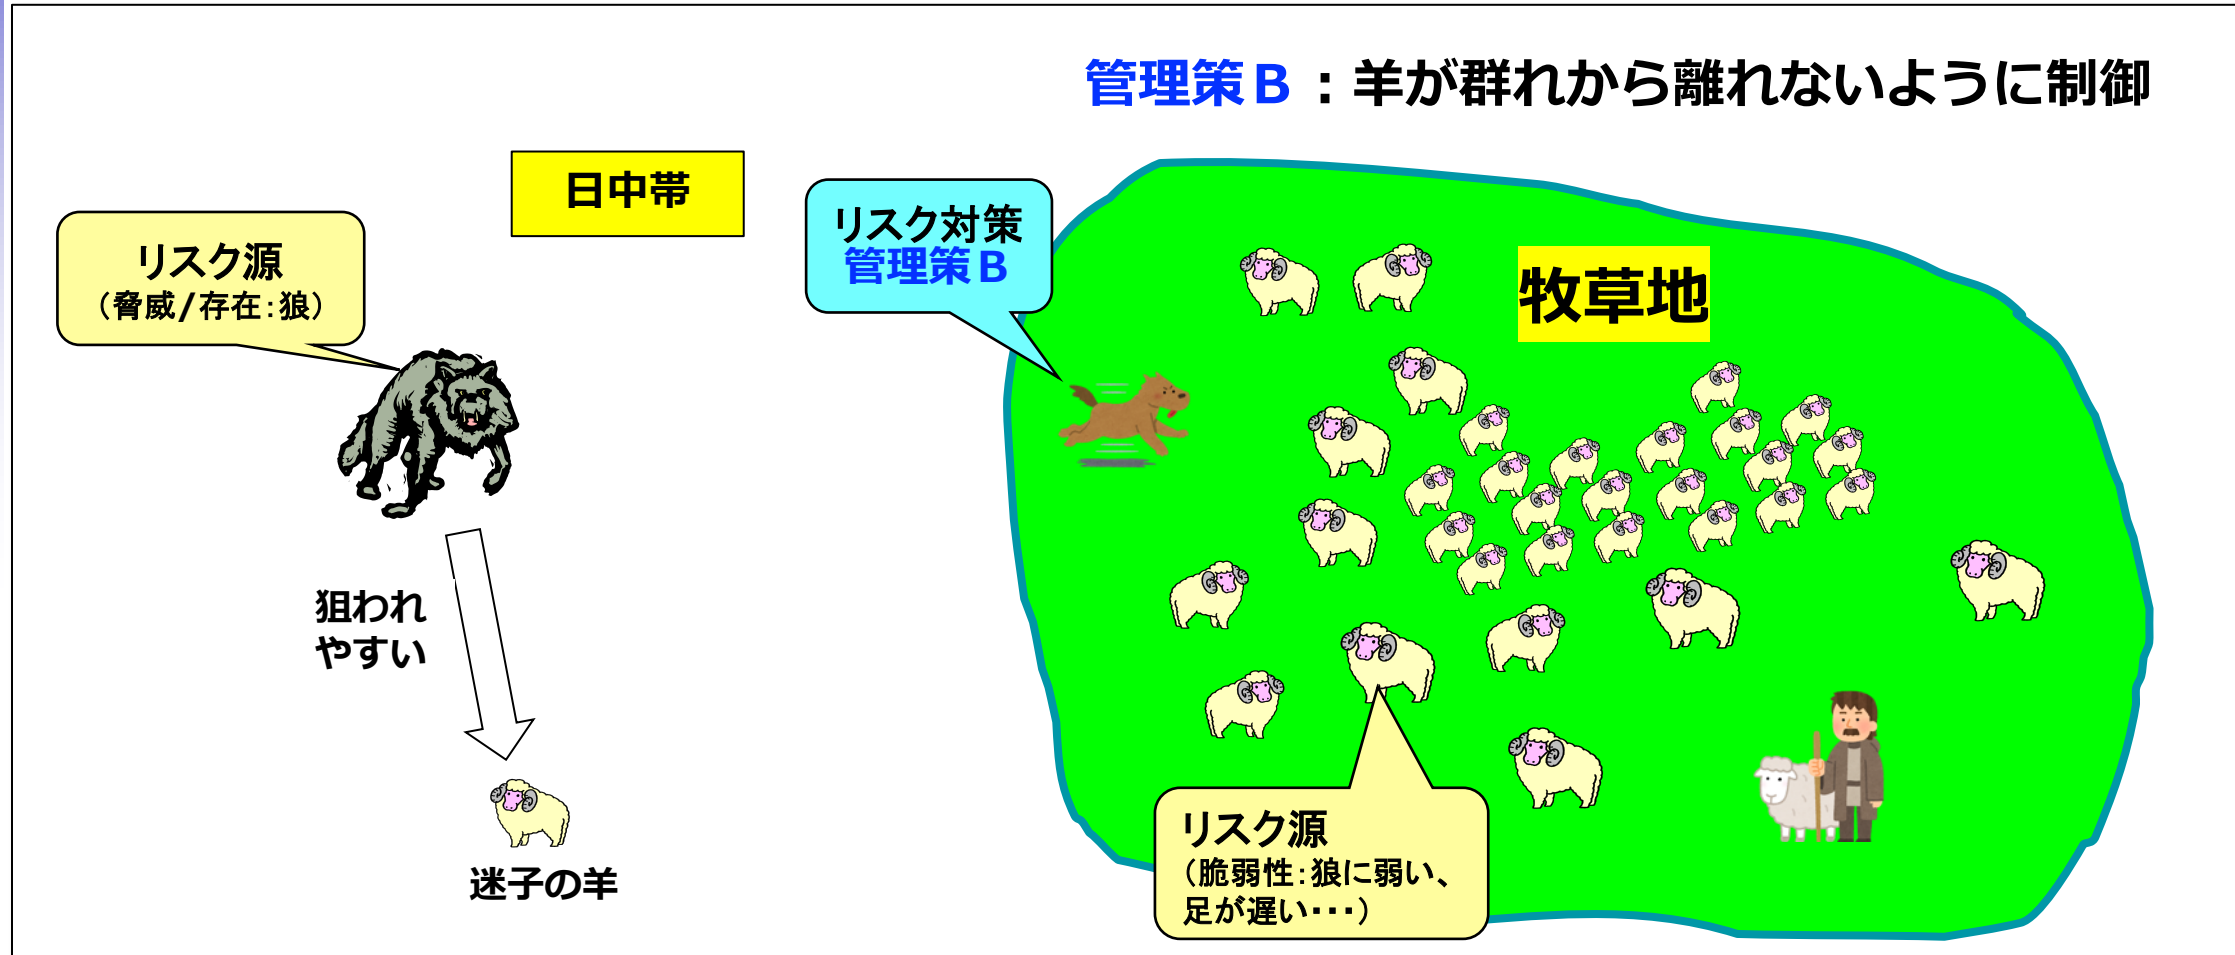 管理策B：羊が群れから離れないように制御
日中帯
リスク対策
管理策B
リスク源
（脅威/存在：狼）
牧草地
狙われ
やすい
リスク源
（脆弱性：狼に弱い、
足が遅い・・・）
迷子の羊